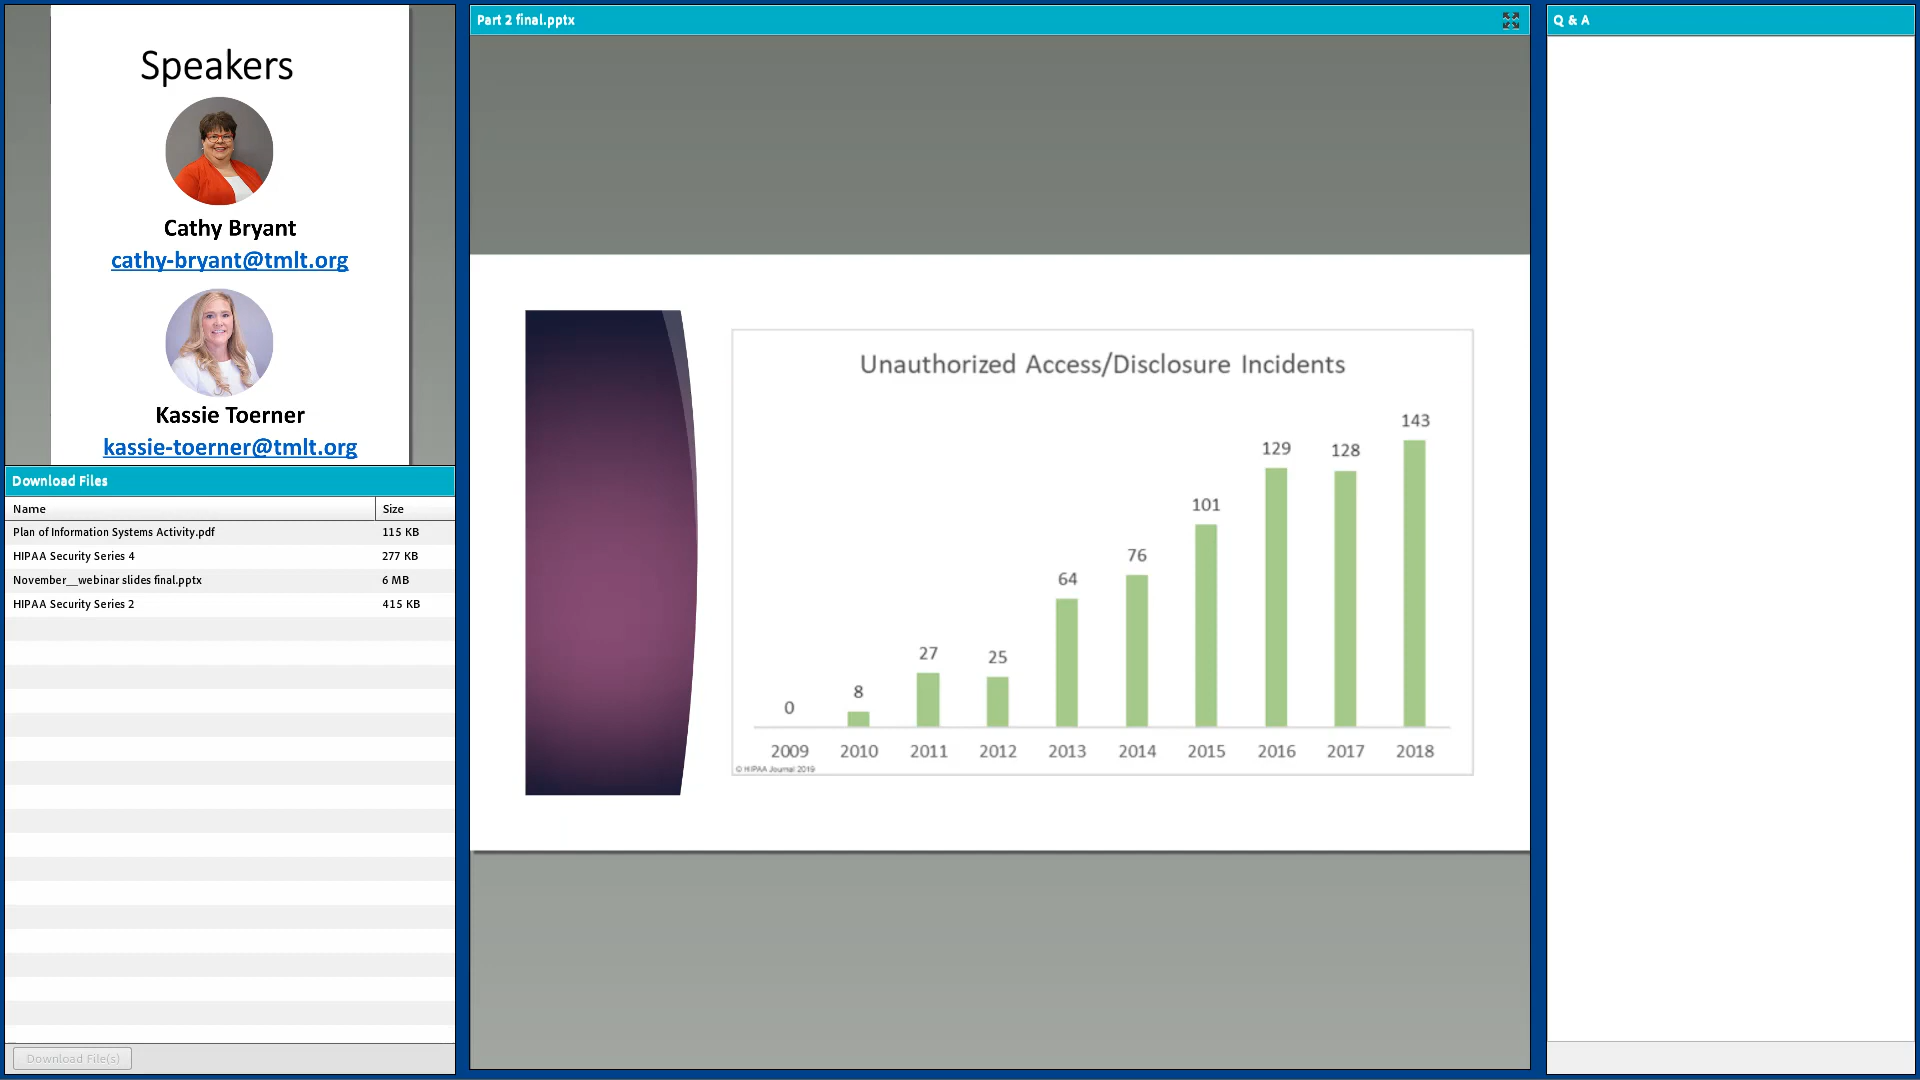 Speakers
Cathy Bryant
cathy-bryant@tmlt.org
Kassie Toerner
kassie-toerner@tmlt.org
Download Files
Name Size
Plan of Information Systems Activity.pdf 115 KB
HIPAA Security Series 4 277 KB
November__webinar slides final.pptx 6 MB
HIPAA Security Series 2 415 KB
Download File(s)
Part 2 final.pptx
Unauthorized Access/Disclosure Incidents
0 8 27 25 64 76 101 129 128 143
2009 2010 2011 2012 2013 2014 2015 2016 2017 2018
© HIPAA Journal 2019
Q & A